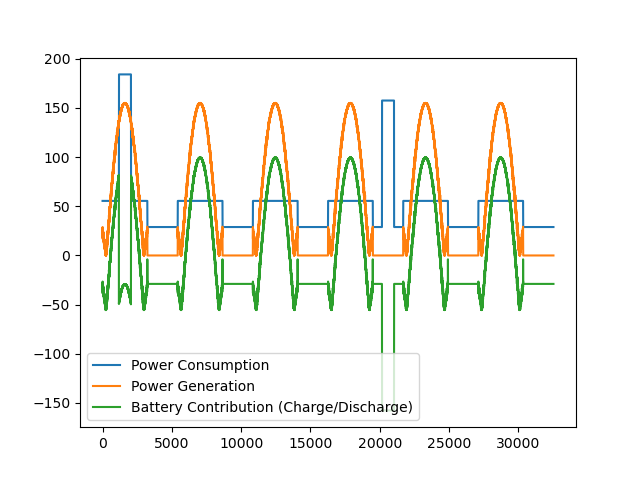 200
150
100
50
0
−50
−100
−150
Power Consumption
Power Generation
Battery Contribution (Charge/Discharge)
0 5000 10000 15000 20000 25000 30000